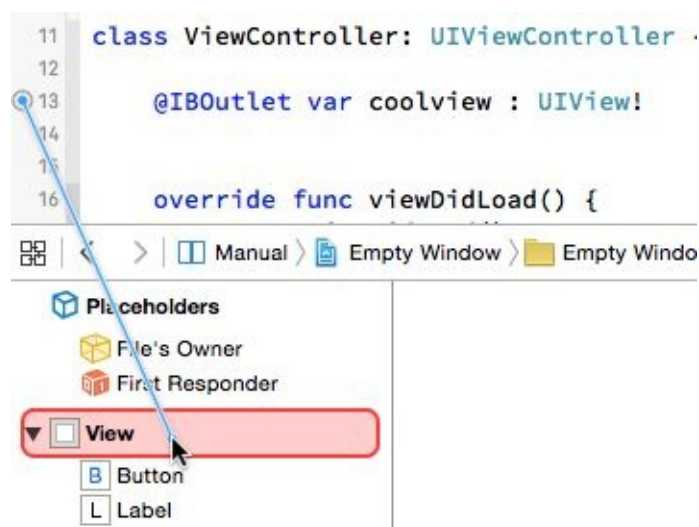 11 class ViewController: UIViewController {
12
13 @IBOutlet var coolview : UIView!
14
15
16 override func viewDidLoad() {
Manual Empty Window Empty Windo
Placeholders
File's Owner
First Responder
View
B Button
L Label